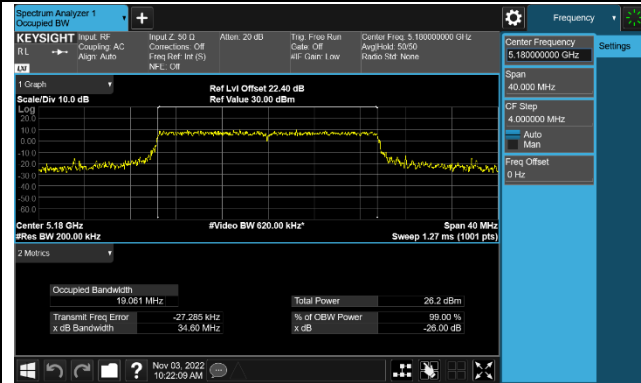 Spectrum Analyzer 1
Occupied BW
Frequency
KEYSIGHT
RL
LXI
Input: RF
Coupling: AC
Align: Auto
Input Z: 50 Ω
Corrections: Off
Freq Ref: Int (S)
NFE: Off
Atten: 20 dB
Trig: Free Run
Gate: Off
#IF Gain: Low
Center Freq: 5.180000000 GHz
Avg|Hold: 50/50
Radio Std: None
Center Frequency
5.180000000 GHz
Settings
Span
40.000 MHz
CF Step
4.000000 MHz
Auto
Man
Freq Offset
0 Hz
1 Graph
Scale/Div 10.0 dB
Ref Lvl Offset 22.40 dB
Ref Value 30.00 dBm
Log
20.0
10.0
0.00
-10.0
-20.0
-30.0
-40.0
-50.0
-60.0
Center 5.18 GHz
#Res BW 200.00 kHz
#Video BW 620.00 kHz*
Span 40 MHz
Sweep 1.27 ms (1001 pts)
2 Metrics
Occupied Bandwidth
19.061 MHz
Total Power 26.2 dBm
Transmit Freq Error -27.285 kHz
% of OBW Power 99.00 %
x dB Bandwidth 34.60 MHz
x dB -26.00 dB
Nov 03, 2022
10:22:09 AM